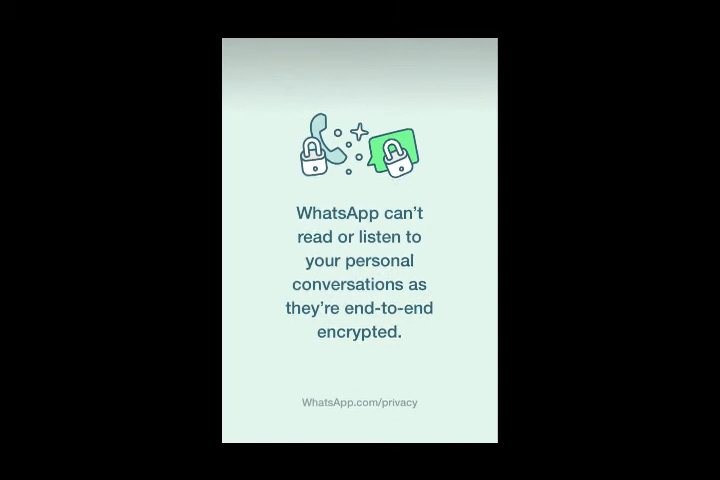 WhatsApp can’t
read or listen to
your personal
conversations as
they’re end-to-end
encrypted.
WhatsApp.com/privacy